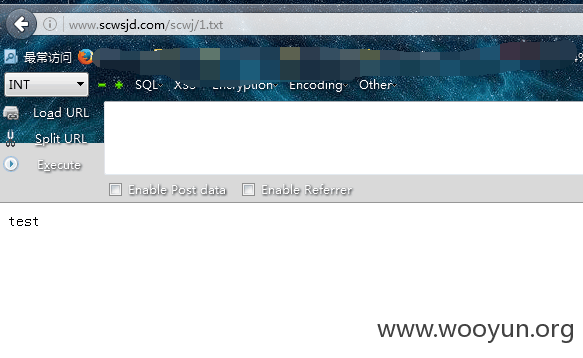 www.scwsjd.com/scwj/1.txt
最常访问
INT SQL XSS Encryption Encoding Other
Load URL
Split URL
Execute
Enable Post data Enable Referrer
test
www.wooyun.org